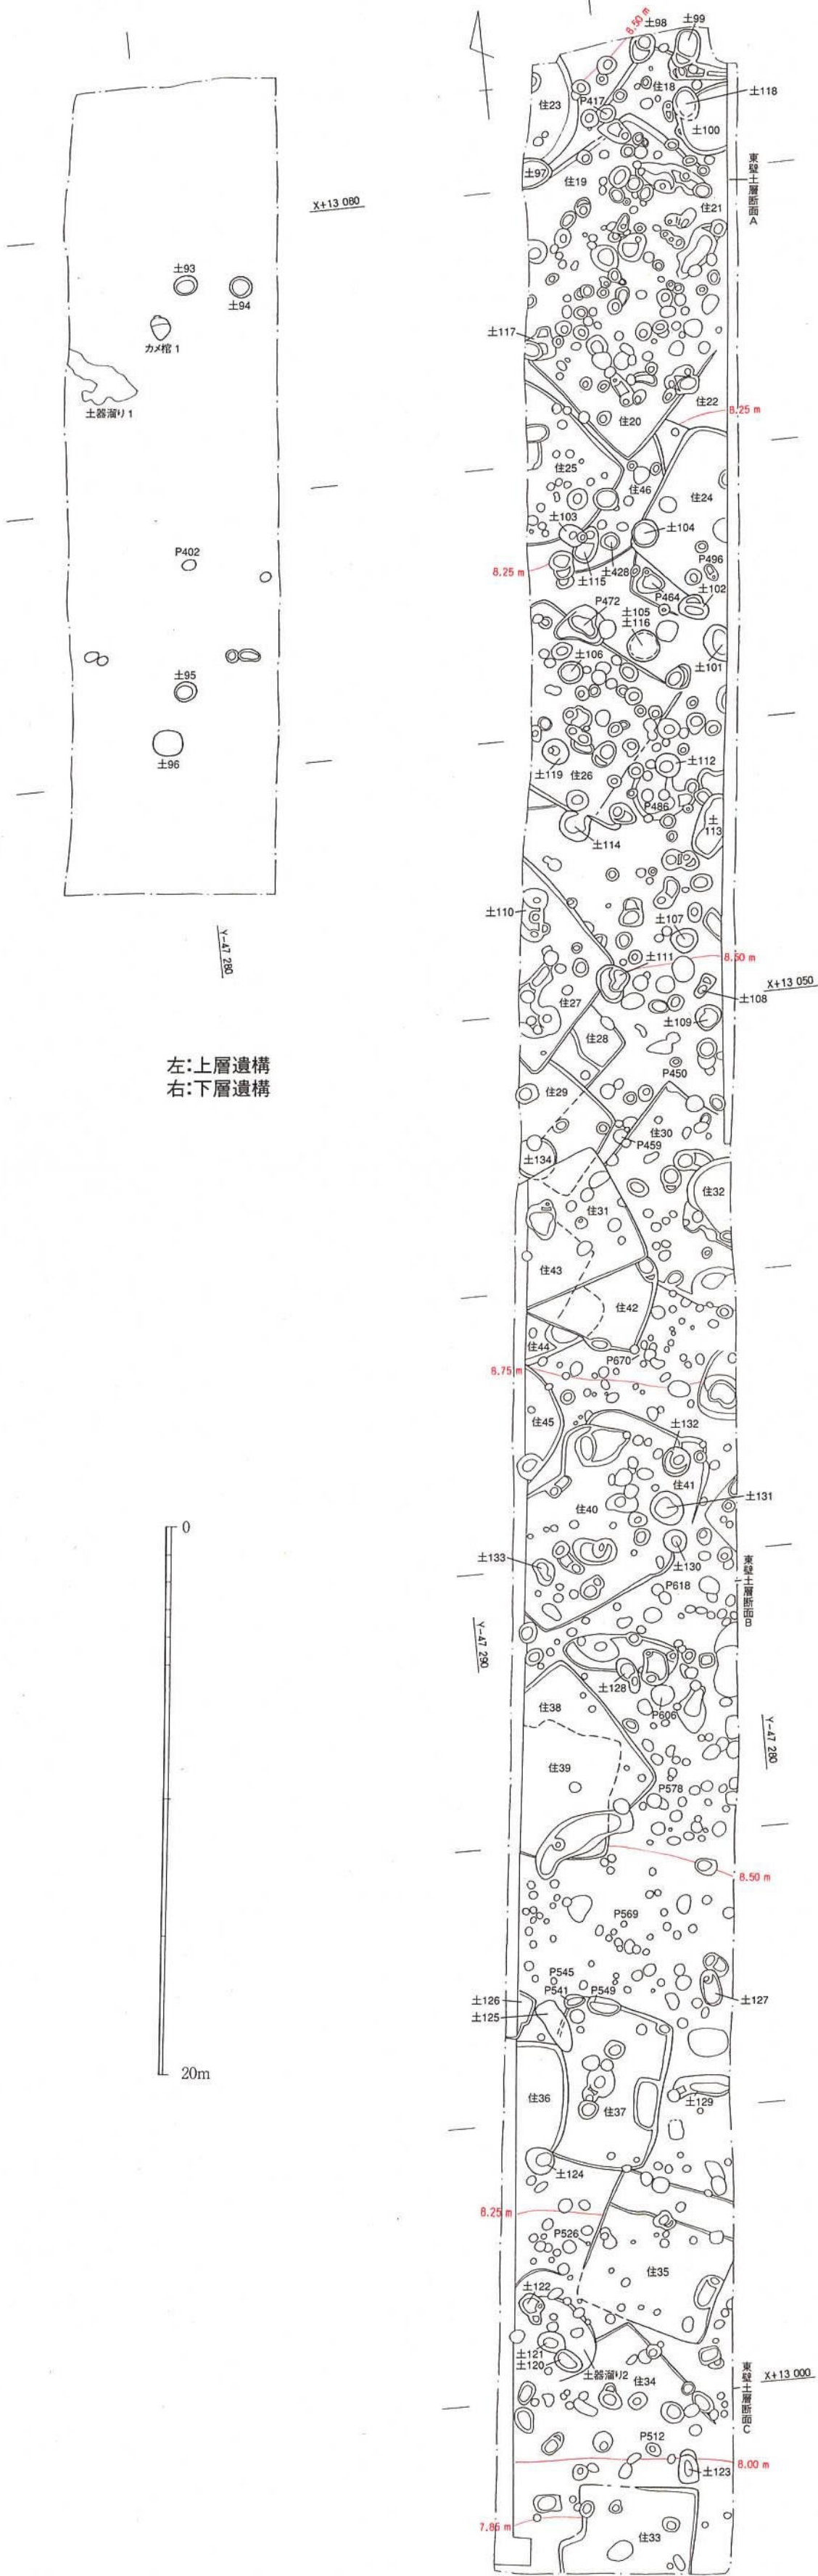 X+13 080
土93
土94
カメ棺 1
土器溜り 1
P402
土95
土96
Y-47 280
左:上層遺構
右:下層遺構
0
20m
8.50 m
土98
土99
住18
土118
住23
P417
土100
土97
住19
住21
東壁土層断面A
土117
住22
8.25 m
住20
住25
住46
住24
土103
土104
8.25 m
土115
土428
P496
P464
土102
P472
土105
土116
土106
土101
土119
住26
土112
P486
土113
土114
土110
土107
土111
8.50 m
X+13 050
土108
土109
住27
住28
P450
住29
住30
P459
土134
住32
住31
住43
住42
住44
P670
8.75 m
住45
土132
住41
土131
住40
土130
土133
P618
東壁土層断面B
Y-47 290
土128
住38
P606
Y-47 280
住39
P578
8.50 m
P569
P545
P541
P549
土126
土125
土127
住36
住37
土129
土124
8.25 m
P526
住35
土122
土121
土120
土器溜り2
住34
X+13 000
東壁土層断面C
P512
8.00 m
土123
7.85 m
住33